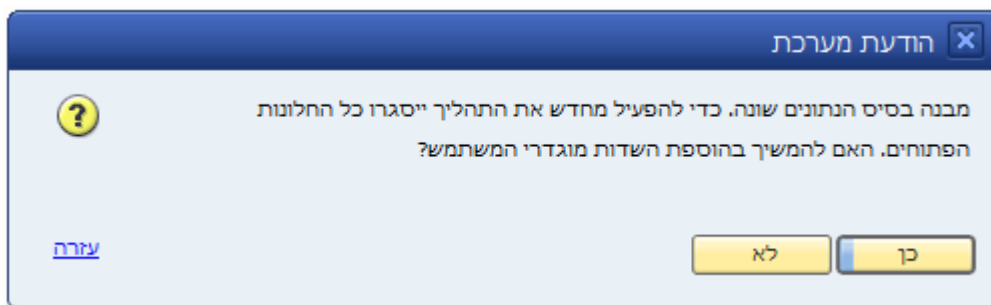 הודעת מערכת
מבנה בסיס הנתונים שונה. כדי להפעיל מחדש את התהליך ייסגרו כל החלונות
הפתוחים. האם להמשיך בהוספת השדות מוגדרי המשתמש?
כן
לא
עזרה